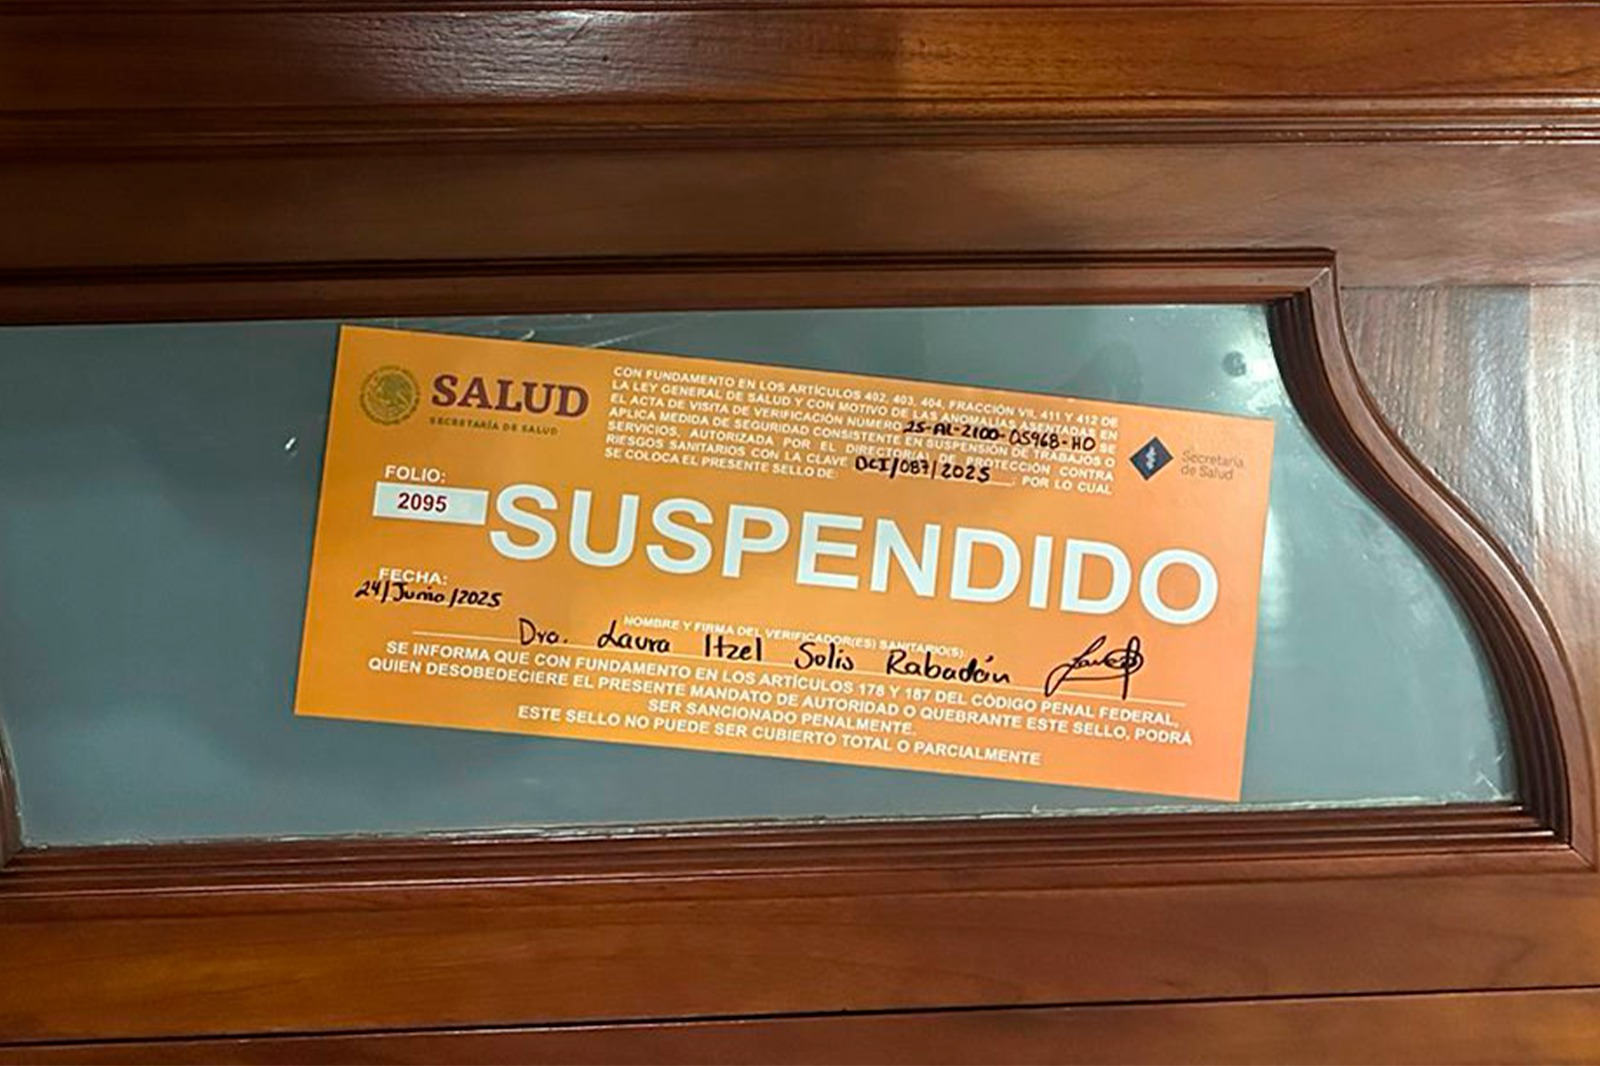 SALUD
SECRETARÍA DE SALUD
CON FUNDAMENTO EN LOS ARTÍCULOS 402, 403, 404, FRACCIÓN VII, 411 Y 412 DE
LA LEY GENERAL DE SALUD Y CON MOTIVO DE LAS ANOMALÍAS ASENTADAS EN
EL ACTA DE VISITA DE VERIFICACIÓN NÚMERO 25-AL-2100-05968-HO SE
APLICA MEDIDA DE SEGURIDAD CONSISTENTE EN SUSPENSIÓN DE TRABAJOS O
SERVICIOS, AUTORIZADA POR EL DIRECTOR(A) DE PROTECCIÓN CONTRA
RIESGOS SANITARIOS CON LA CLAVE DCI/087/2025 ; POR LO CUAL
SE COLOCA EL PRESENTE SELLO DE:
Secretaría
de Salud
FOLIO:
2095
SUSPENDIDO
FECHA:
24/Junio/2025
NOMBRE Y FIRMA DEL VERIFICADOR(ES) SANITARIO(S):
Dra. Laura Itzel Solis Rabadán
SE INFORMA QUE CON FUNDAMENTO EN LOS ARTÍCULOS 178 Y 187 DEL CÓDIGO PENAL FEDERAL,
QUIEN DESOBEDECIERE EL PRESENTE MANDATO DE AUTORIDAD O QUEBRANTE ESTE SELLO, PODRÁ
SER SANCIONADO PENALMENTE.
ESTE SELLO NO PUEDE SER CUBIERTO TOTAL O PARCIALMENTE